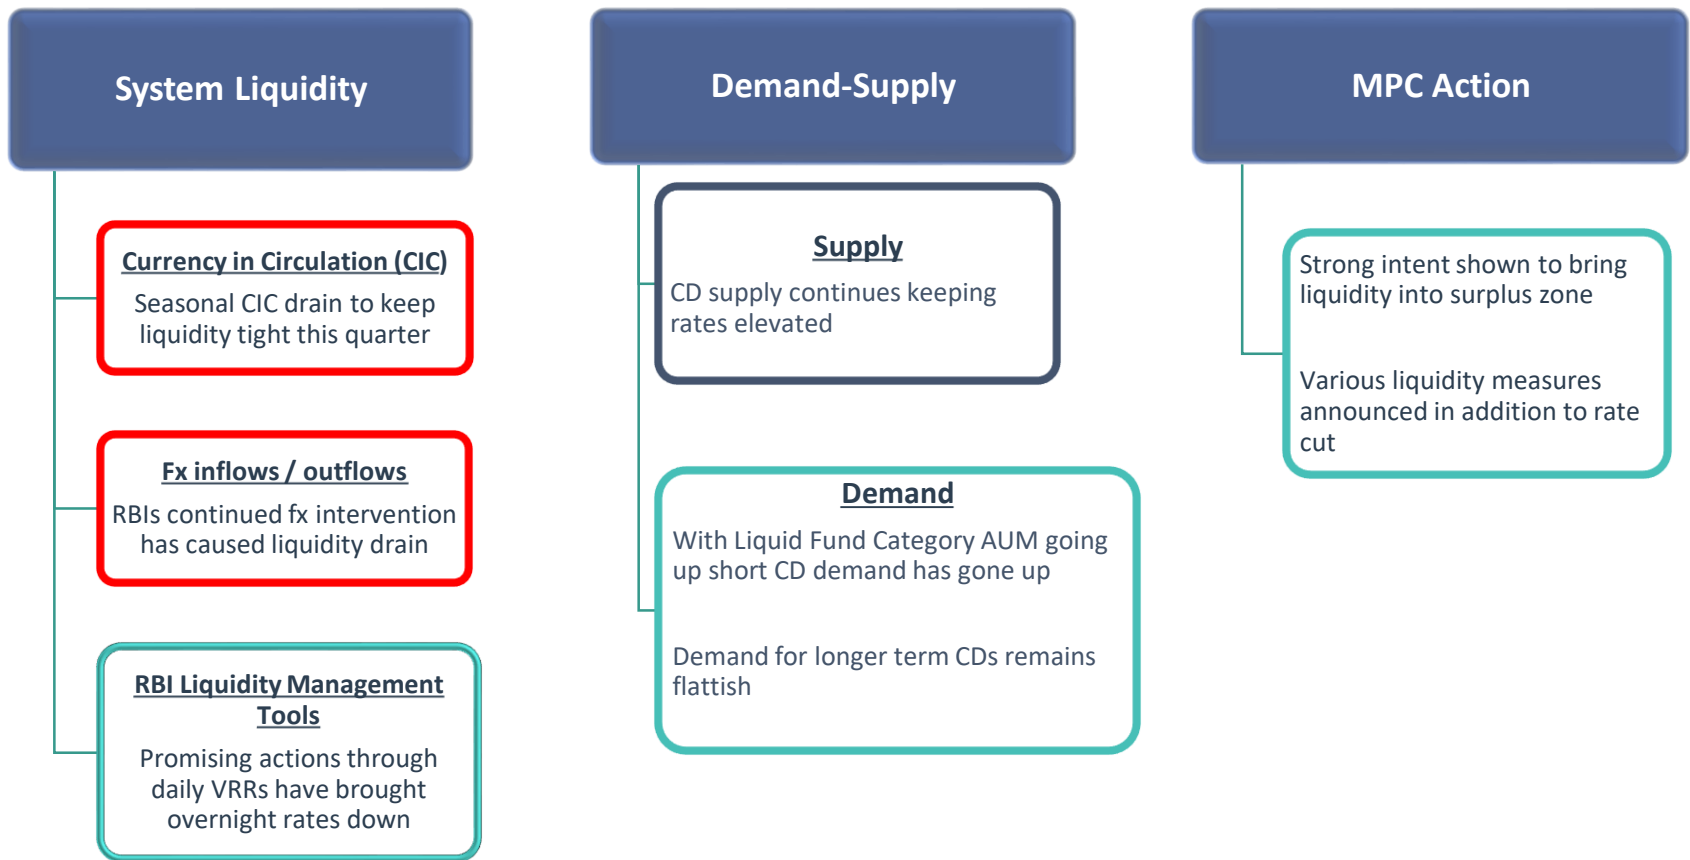 System Liquidity
Currency in Circulation (CIC)
Seasonal CIC drain to keep
liquidity tight this quarter
Fx inflows / outflows
RBIs continued fx intervention
has caused liquidity drain
RBI Liquidity Management
Tools
Promising actions through
daily VRRs have brought
overnight rates down
Demand-Supply
Supply
CD supply continues keeping
rates elevated
Demand
With Liquid Fund Category AUM going
up short CD demand has gone up
Demand for longer term CDs remains
flattish
MPC Action
Strong intent shown to bring
liquidity into surplus zone
Various liquidity measures
announced in addition to rate
cut